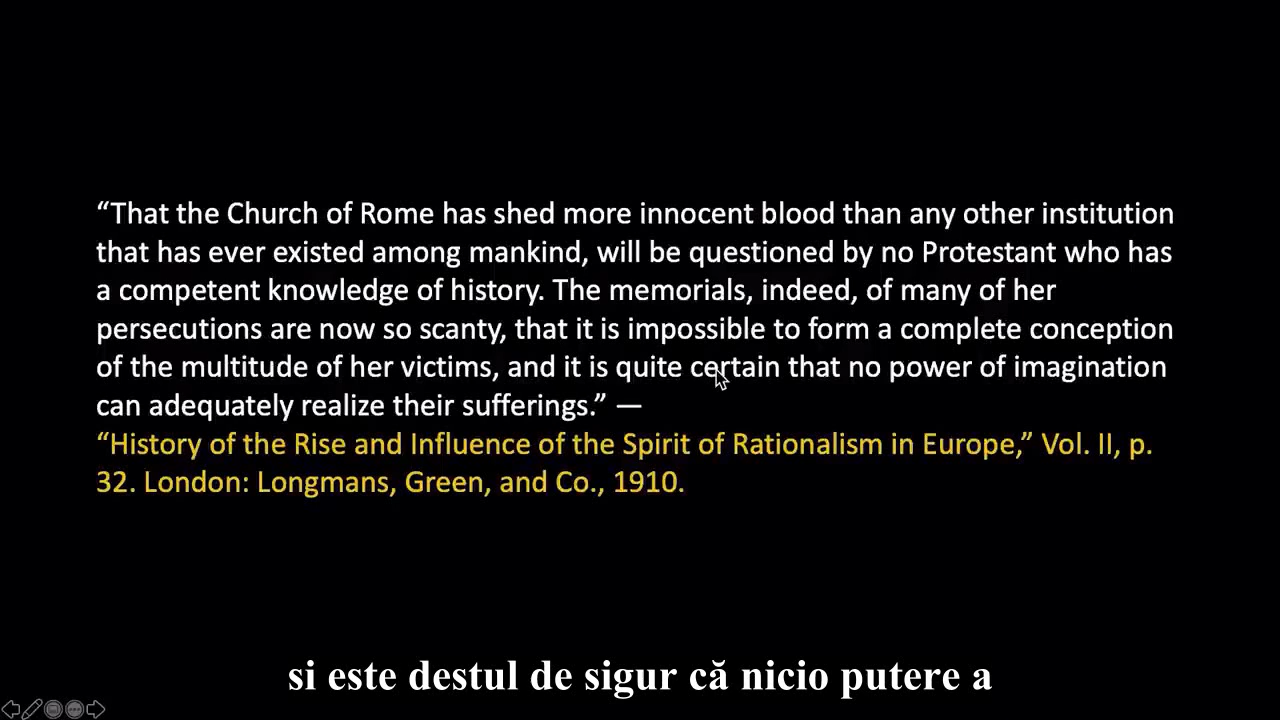 “That the Church of Rome has shed more innocent blood than any other institution
that has ever existed among mankind, will be questioned by no Protestant who has
a competent knowledge of history. The memorials, indeed, of many of her
persecutions are now so scanty, that it is impossible to form a complete conception
of the multitude of her victims, and it is quite certain that no power of imagination
can adequately realize their sufferings.” —
“History of the Rise and Influence of the Spirit of Rationalism in Europe,” Vol. II, p.
32. London: Longmans, Green, and Co., 1910.
si este destul de sigur că nicio putere a